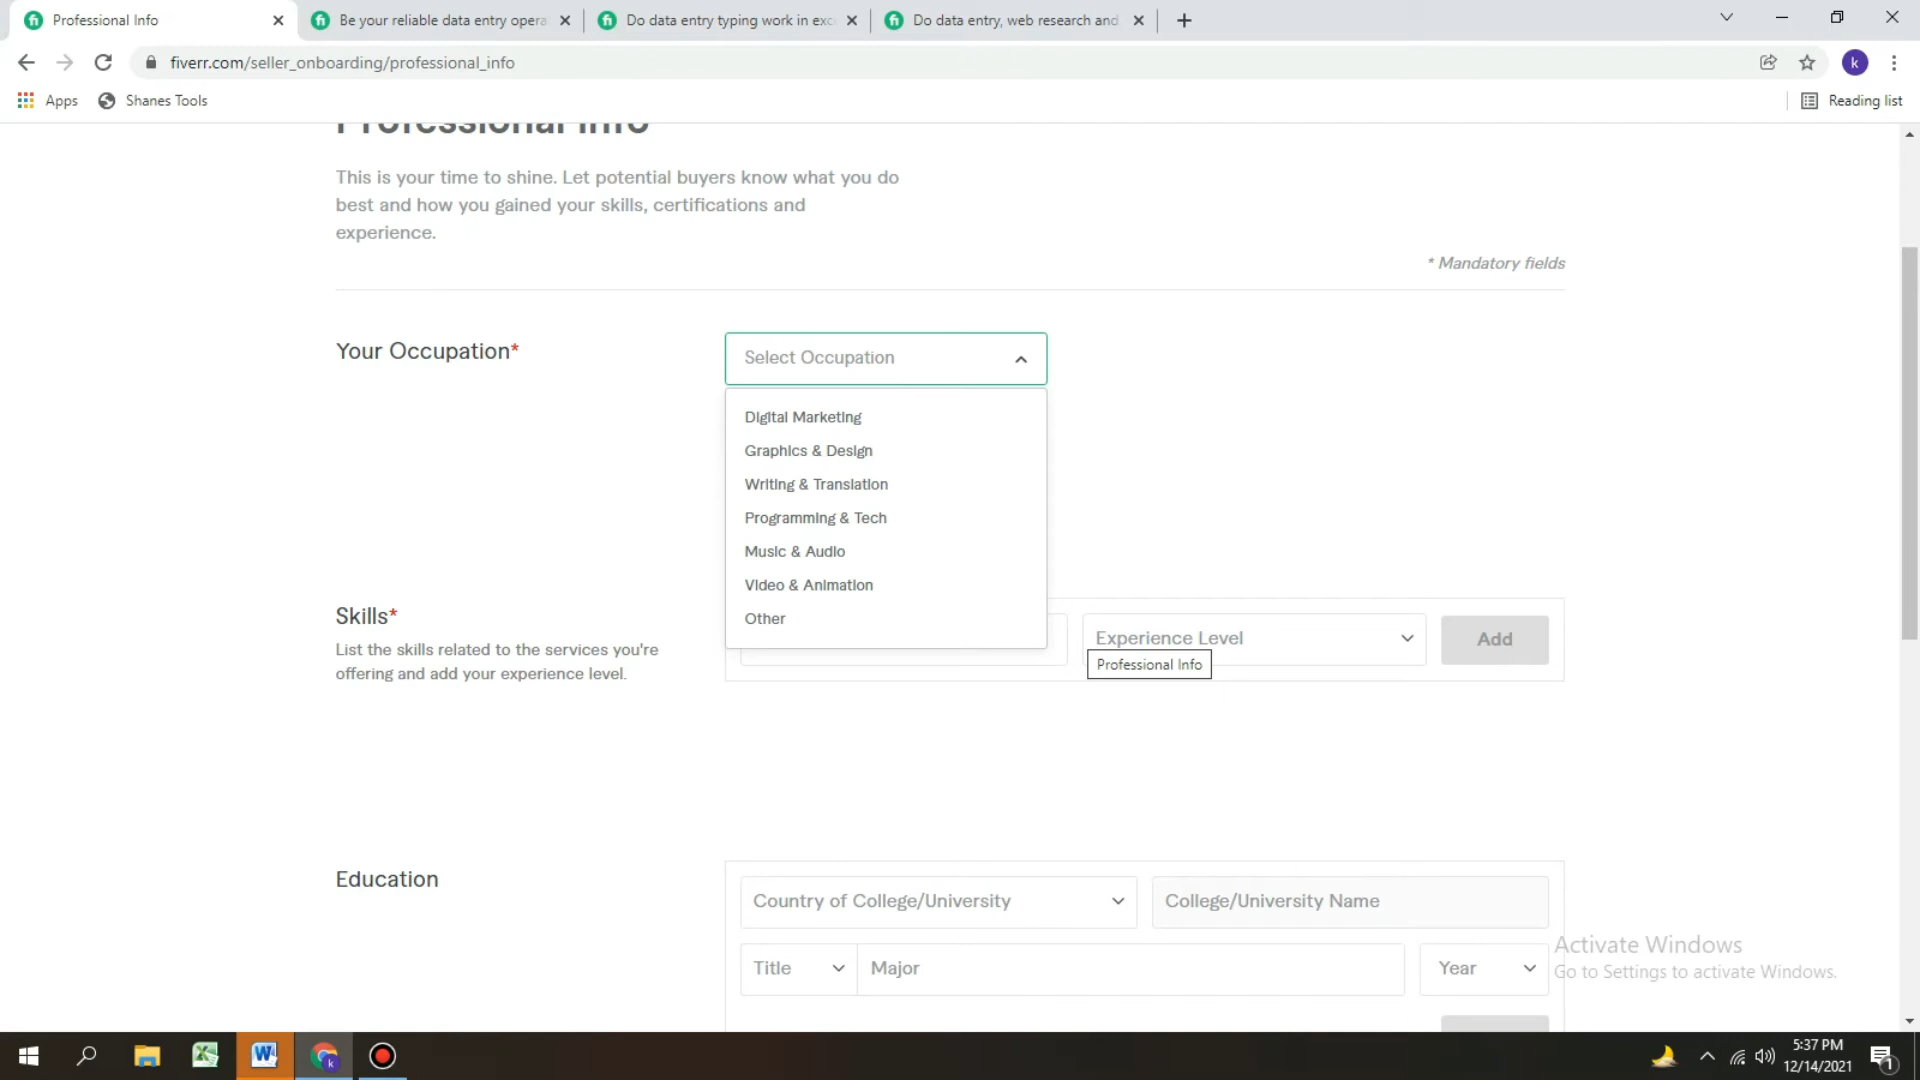 Professional Info
Be your reliable data entry opera
Do data entry typing work in exc
Do data entry, web research and
fiverr.com/seller_onboarding/professional_info
k
Apps
Shanes Tools
Reading list
Professional Info
This is your time to shine. Let potential buyers know what you do
best and how you gained your skills, certifications and
experience.
* Mandatory fields
Your Occupation*
Select Occupation
Digital Marketing
Graphics & Design
Writing & Translation
Programming & Tech
Music & Audio
Video & Animation
Other
Skills*
List the skills related to the services you're
offering and add your experience level.
Experience Level
Add
Professional Info
Education
Country of College/University
College/University Name
Title
Major
Year
Activate Windows
Go to Settings to activate Windows.
5:37 PM
12/14/2021
1